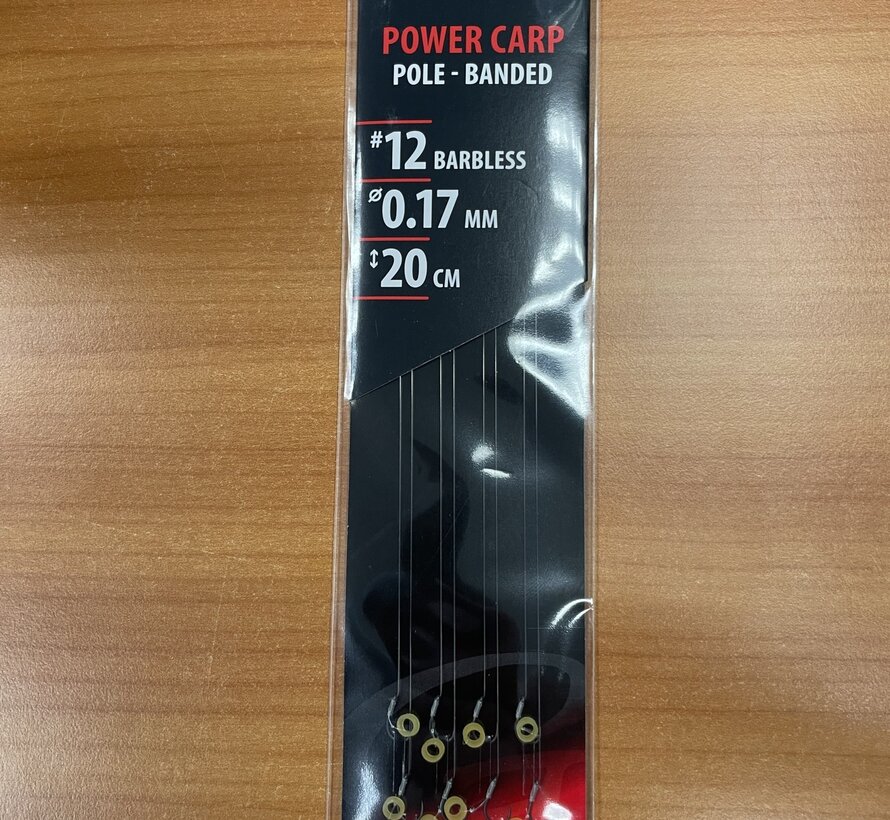 POWER CARP
POLE - BANDED
#12 BARBLESS
⌀0.17 MM
↕20 CM